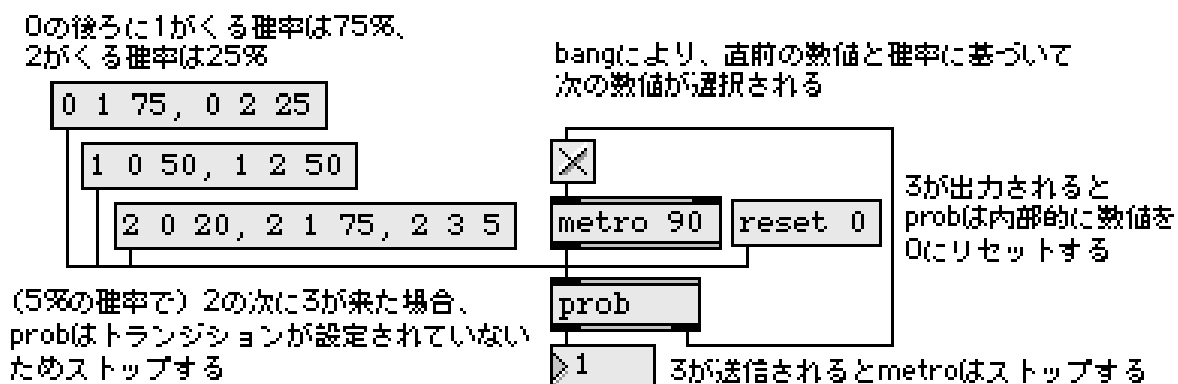 0の後ろに1がくる確率は75%、
2がくる確率は25%
0 1 75, 0 2 25
1 0 50, 1 2 50
2 0 20, 2 1 75, 2 3 5
(5%の確率で) 2の次に3が来た場合、
probはトランジションが設定されていない
ためストップする
bangにより、直前の数値と確率に基づいて
次の数値が選択される
metro 90
reset 0
prob
1
3が出力されると
probは内部的に数値を
0にリセットする
3が送信されるとmetroはストップする